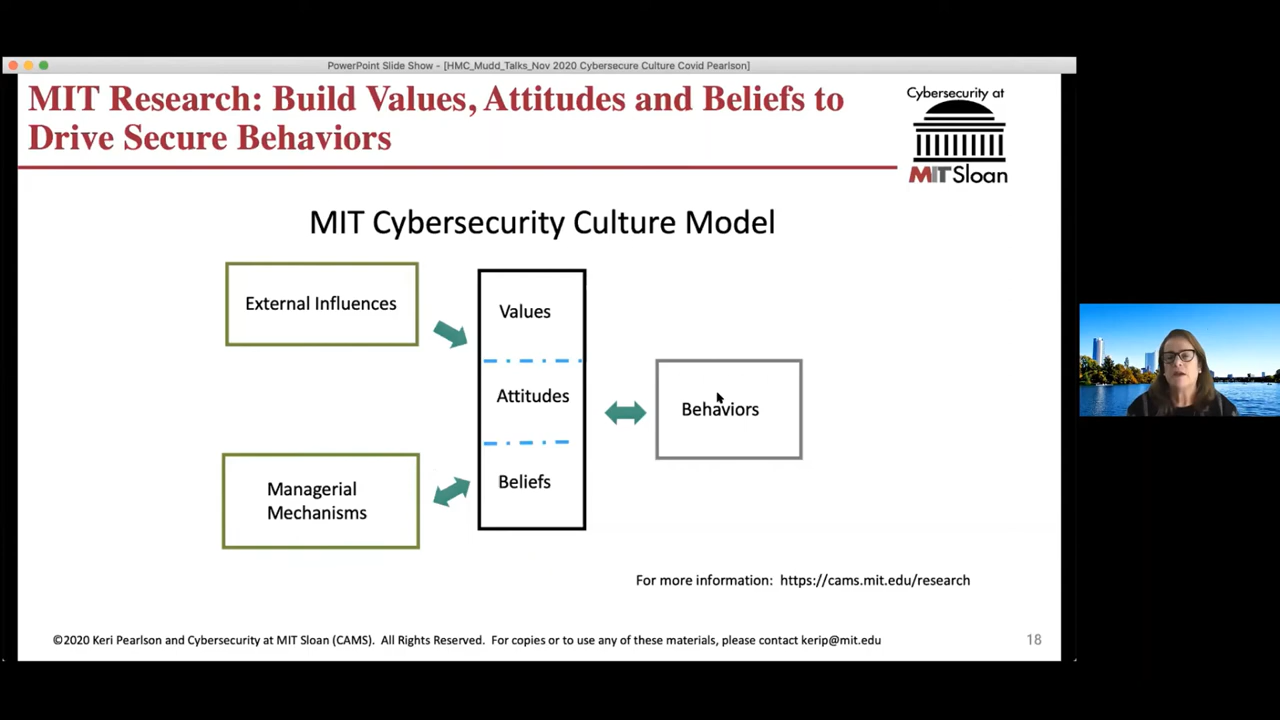 PowerPoint Slide Show - [HMC_Mudd_Talks_Nov 2020 Cybersecure Culture Covid Pearlson]
MIT Research: Build Values, Attitudes and Beliefs to
Drive Secure Behaviors
Cybersecurity at
MIT Sloan
MIT Cybersecurity Culture Model
External Influences
Values
Attitudes
Behaviors
Beliefs
Managerial
Mechanisms
For more information: https://cams.mit.edu/research
©2020 Keri Pearlson and Cybersecurity at MIT Sloan (CAMS). All Rights Reserved. For copies or to use any of these materials, please contact kerip@mit.edu
18